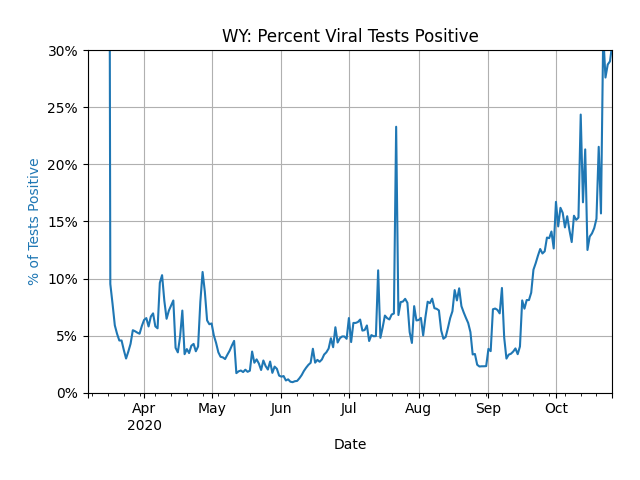 WY: Percent Viral Tests Positive
30%
25%
20%
15%
10%
5%
0%
% of Tests Positive
Apr May Jun Jul Aug Sep Oct
2020
Date